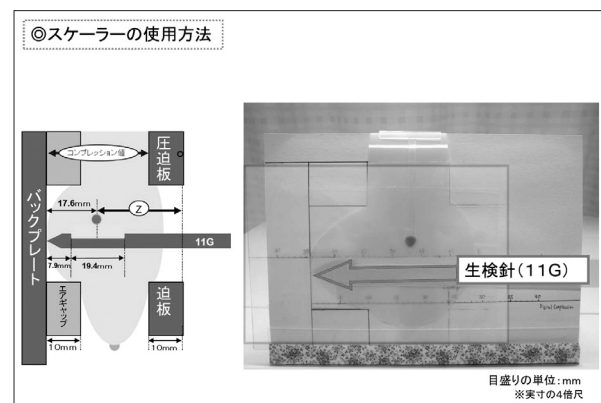 ◎スケーラーの使用方法
コンプレッション値
圧迫板
バックプレート
17.6mm
Z
11G
7.9mm
19.4mm
エアギャップ
迫板
10mm
10mm
生検針(11G)
目盛りの単位:mm
※実寸の4倍尺